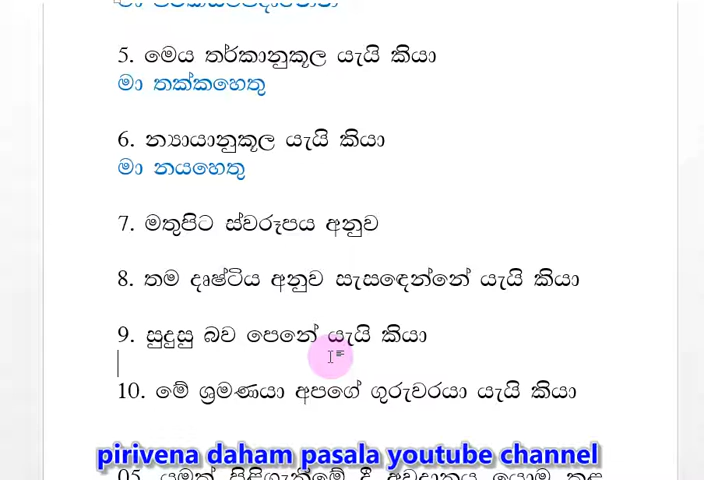 5. මෙය තර්කානුකූල යැයි කියා
මා තක්කහෙතු
6. න්‍යායානුකූල යැයි කියා
මා නයහෙතු
7. මතුපිට ස්වරූපය අනුව
8. තම දෘෂ්ටිය අනුව සැසඳෙන්නේ යැයි කියා
9. සුදුසු බව පෙනේ යැයි කියා
10. මේ ශ්‍රමණයා අපගේ ගුරුවරයා යැයි කියා
pirivena daham pasala youtube channel